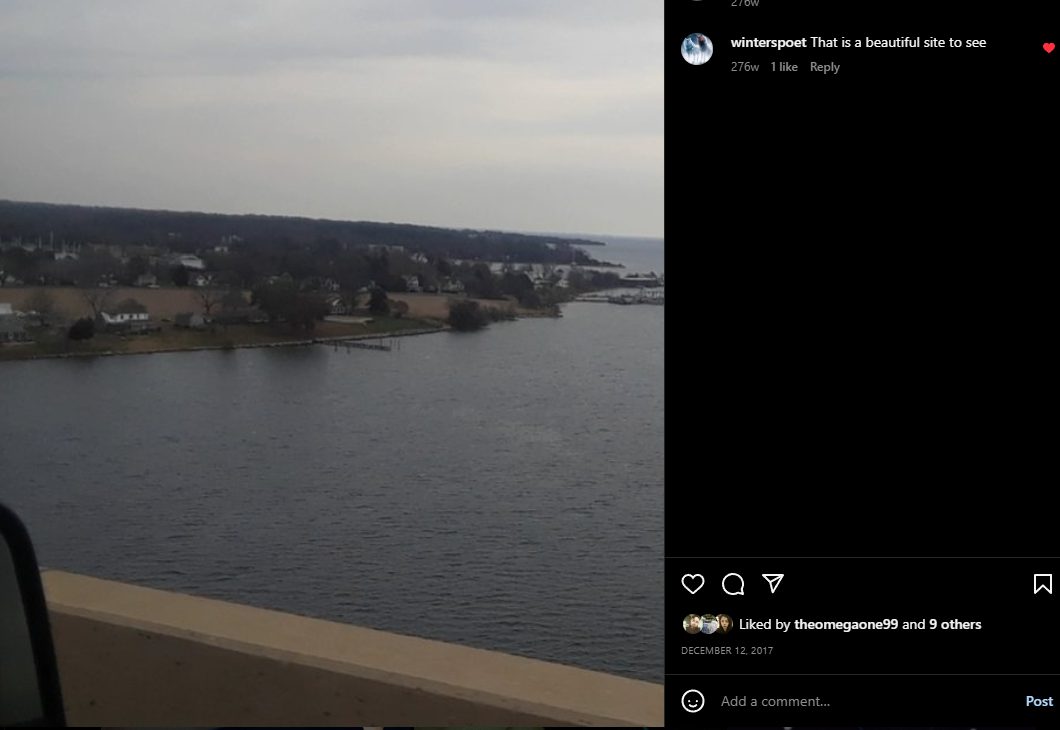 276w
winterspoet That is a beautiful site to see
276w 1 like Reply
Liked by theomegaone99 and 9 others
DECEMBER 12, 2017
Add a comment...
Post